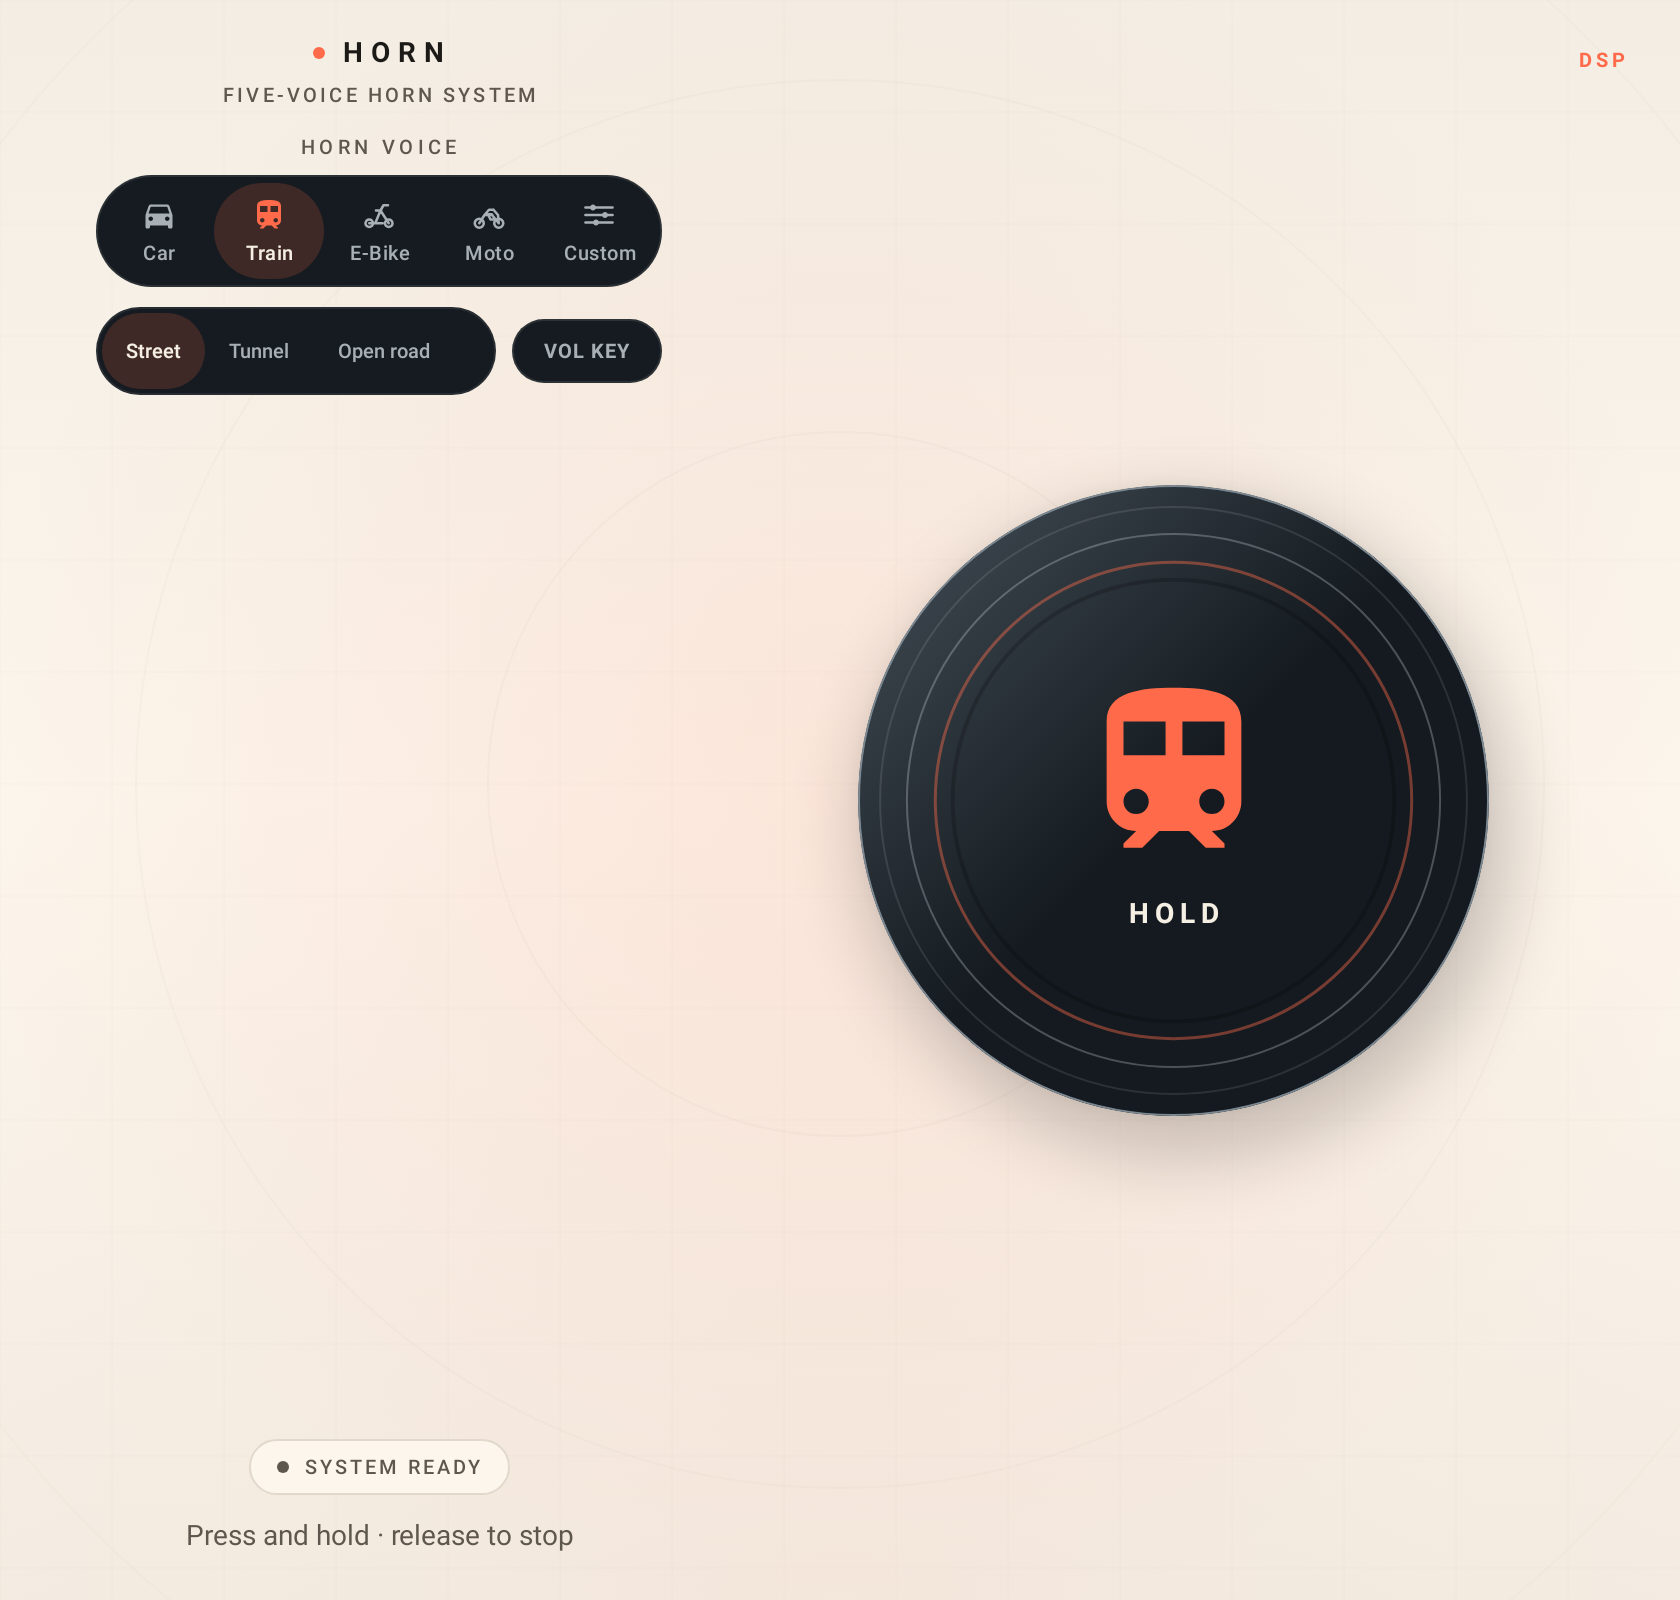 HORN
DSP
FIVE-VOICE HORN SYSTEM
HORN VOICE
Car Train E-Bike Moto Custom
Street Tunnel Open road VOL KEY
HOLD
SYSTEM READY
Press and hold · release to stop